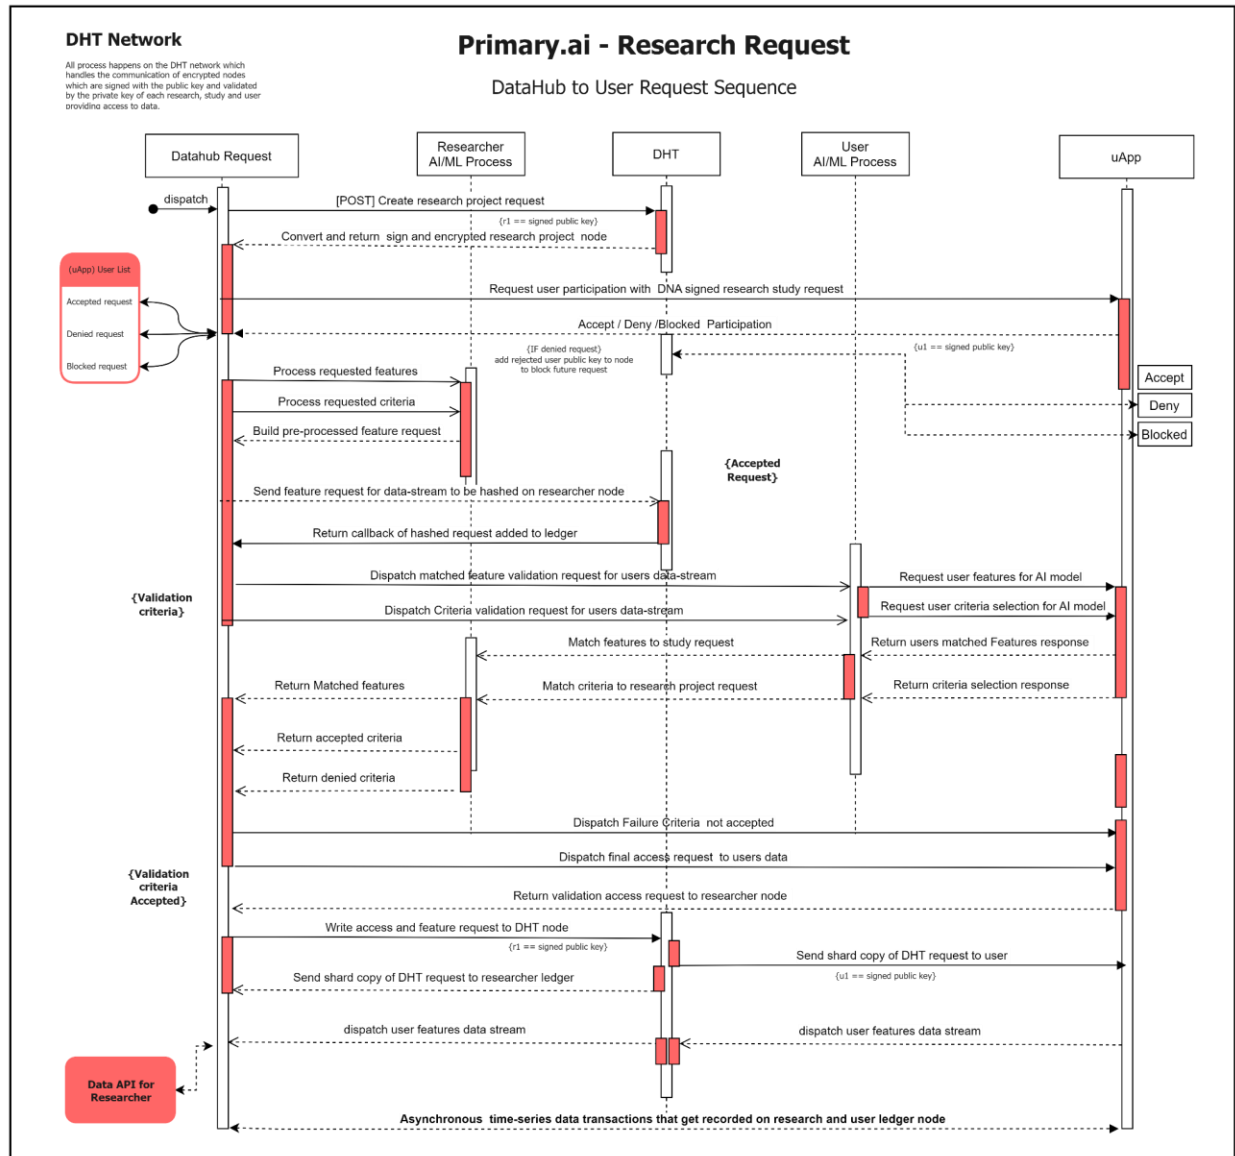 DHT Network
All process happens on the DHT network which
handles the communication of encrypted nodes
which are signed with the public key and validated
by the private key of each research, study and user
providing access to data.
Primary.ai - Research Request
DataHub to User Request Sequence
Datahub Request
Researcher
AI/ML Process
DHT
User
AI/ML Process
uApp
dispatch
[POST] Create research project request
{r1 == signed public key}
Convert and return  sign and encrypted research project  node
(uApp) User List
Accepted request
Denied request
Blocked request
Request user participation with  DNA signed research study request
Accept / Deny /Blocked  Participation
{IF denied request}
add rejected user public key to node
to block future request
{u1 == signed public key}
Accept
Deny
Blocked
Process requested features
Process requested criteria
Build pre-processed feature request
{Accepted
Request}
Send feature request for data-stream to be hashed on researcher node
Return callback of hashed request added to ledger
{Validation
criteria}
Dispatch matched feature validation request for users data-stream
Request user features for AI model
Dispatch Criteria validation request for users data-stream
Request user criteria selection for AI model
Match features to study request
Return users matched Features response
Return Matched features
Match criteria to research project request
Return criteria selection response
Return accepted criteria
Return denied criteria
Dispatch Failure Criteria  not accepted
Dispatch final access request  to users data
{Validation
criteria
Accepted}
Return validation access request to researcher node
Write access and feature request to DHT node
{r1 == signed public key}
Send shard copy of DHT request to user
{u1 == signed public key}
Send shard copy of DHT request to researcher ledger
dispatch user features data stream
dispatch user features data stream
Data API for
Researcher
Asynchronous  time-series data transactions that get recorded on research and user ledger node